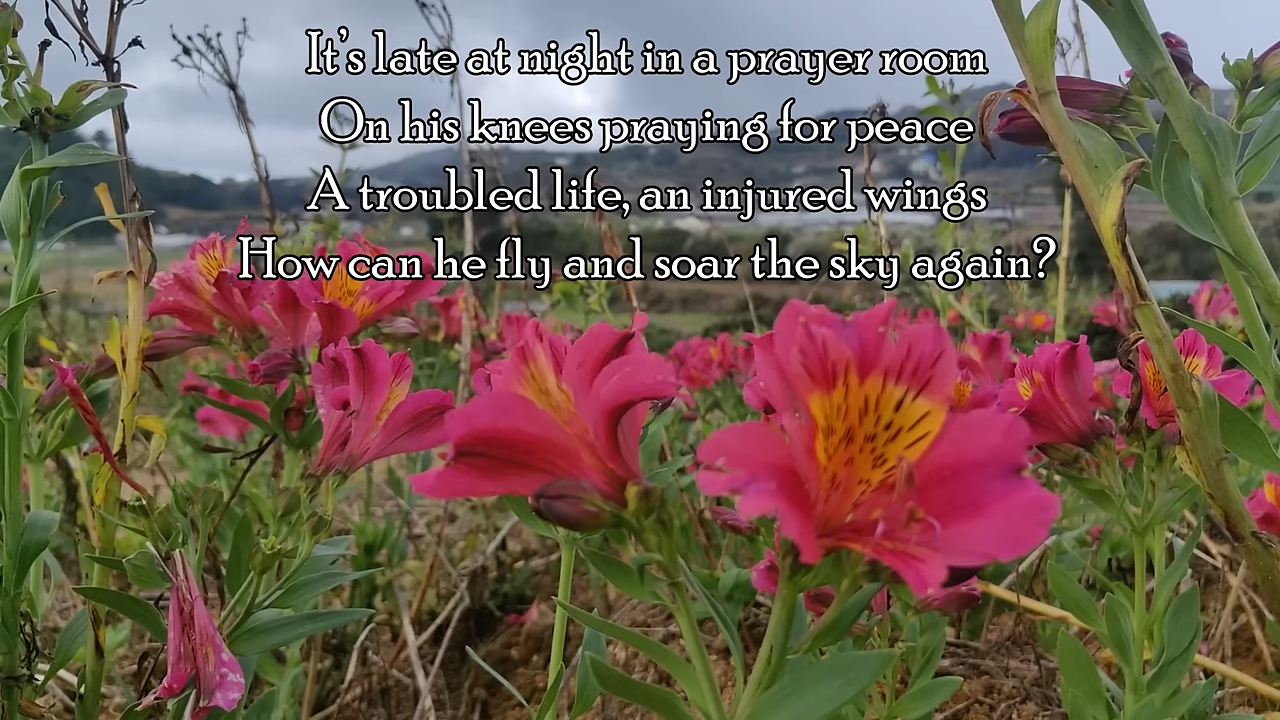 It's late at night in a prayer room
On his knees praying for peace
A troubled life, an injured wings
How can he fly and soar the sky again?